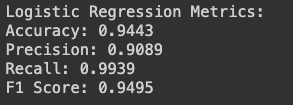 Logistic Regression Metrics:
Accuracy: 0.9443
Precision: 0.9089
Recall: 0.9939
F1 Score: 0.9495